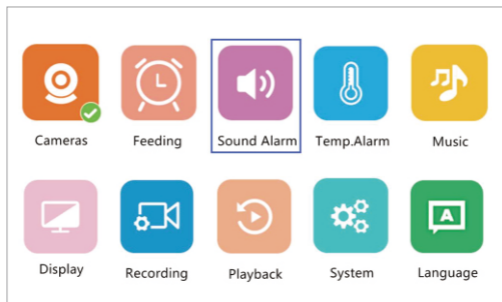 Cameras Feeding Sound Alarm Temp.Alarm Music
A
Display Recording Playback System Language